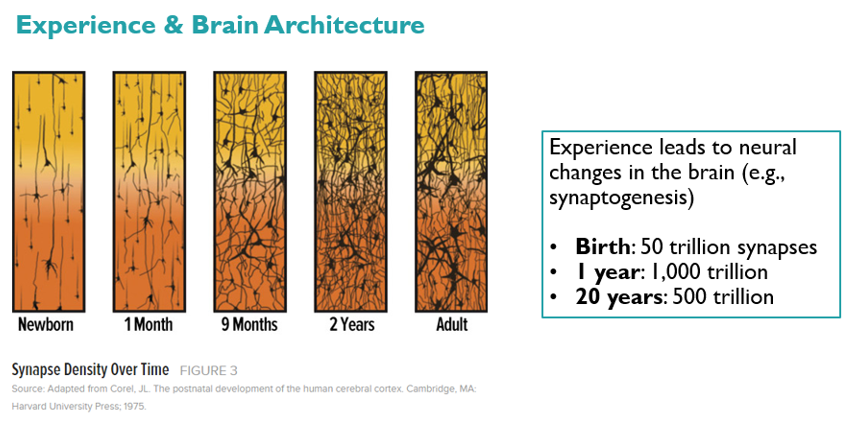 Experience & Brain Architecture
Newborn
1 Month
9 Months
2 Years
Adult
Synapse Density Over Time FIGURE 3
Source: Adapted from Corel, JL. The postnatal development of the human cerebral cortex. Cambridge, MA:
Harvard University Press; 1975.
Experience leads to neural
changes in the brain (e.g.,
synaptogenesis)
• Birth: 50 trillion synapses
• 1 year: 1,000 trillion
• 20 years: 500 trillion